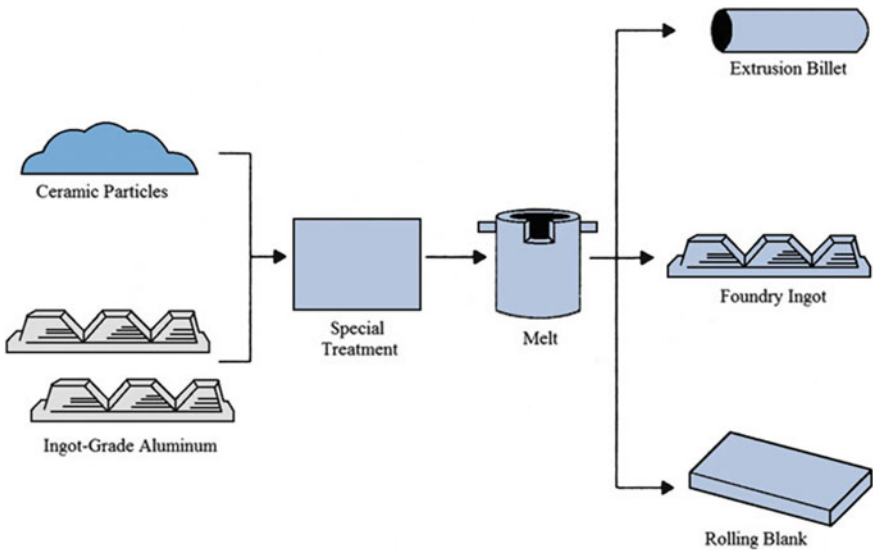 Extrusion Billet
Ceramic Particles
Special
Treatment
Melt
Foundry Ingot
Ingot-Grade Aluminum
Rolling Blank